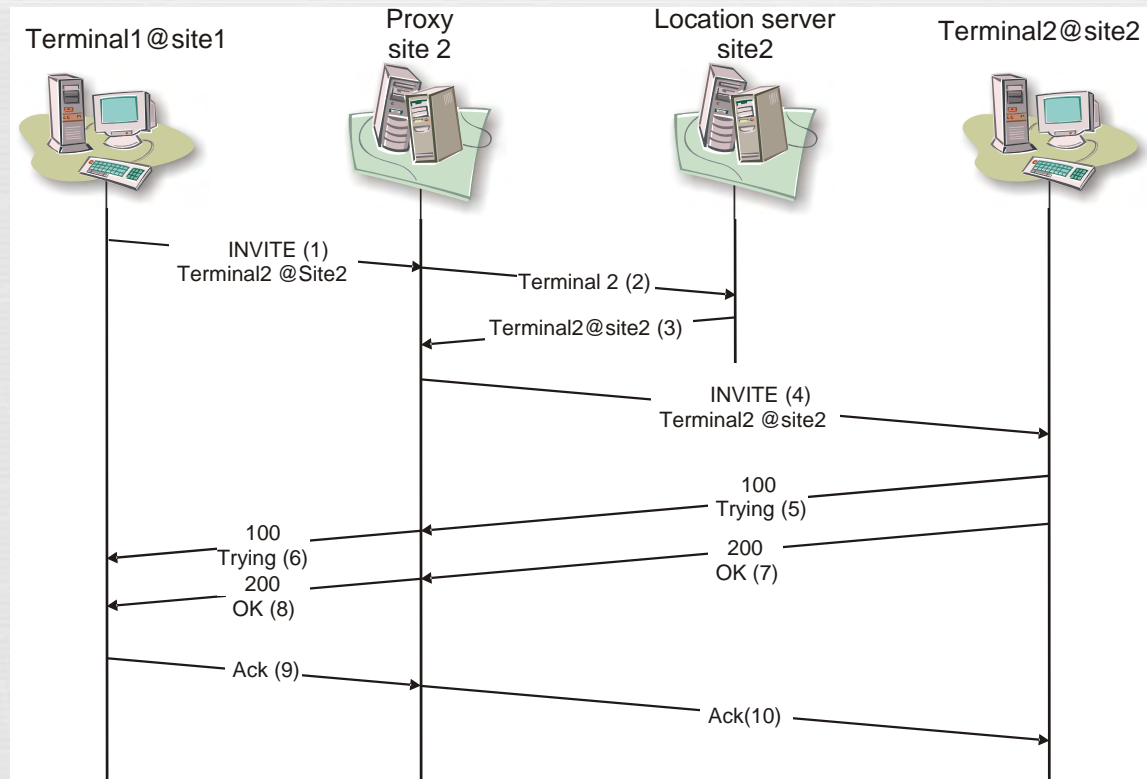 Terminal1@site1
Proxy
site 2
Location server
site2
Terminal2@site2
INVITE (1)
Terminal2 @Site2
Terminal 2 (2)
Terminal2@site2 (3)
INVITE (4)
Terminal2 @site2
100
Trying (5)
100
Trying (6)
200
OK (7)
200
OK (8)
Ack (9)
Ack(10)